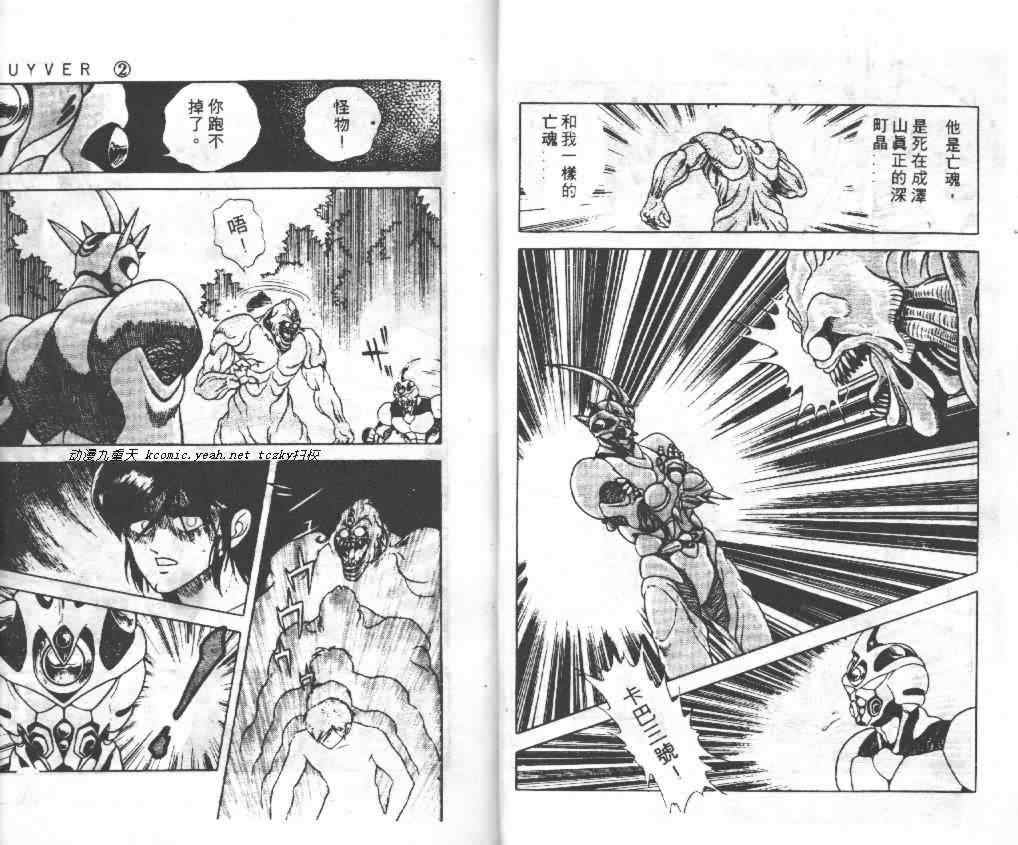 他是亡魂，
是死在成澤
山眞正的深
町晶……
和我一樣的
亡魂……
卡巴三號！
UYVER ②
怪物！
你跑不
掉了。
唔！
动漫九重天 kcomic.yeah.net tczky扫校